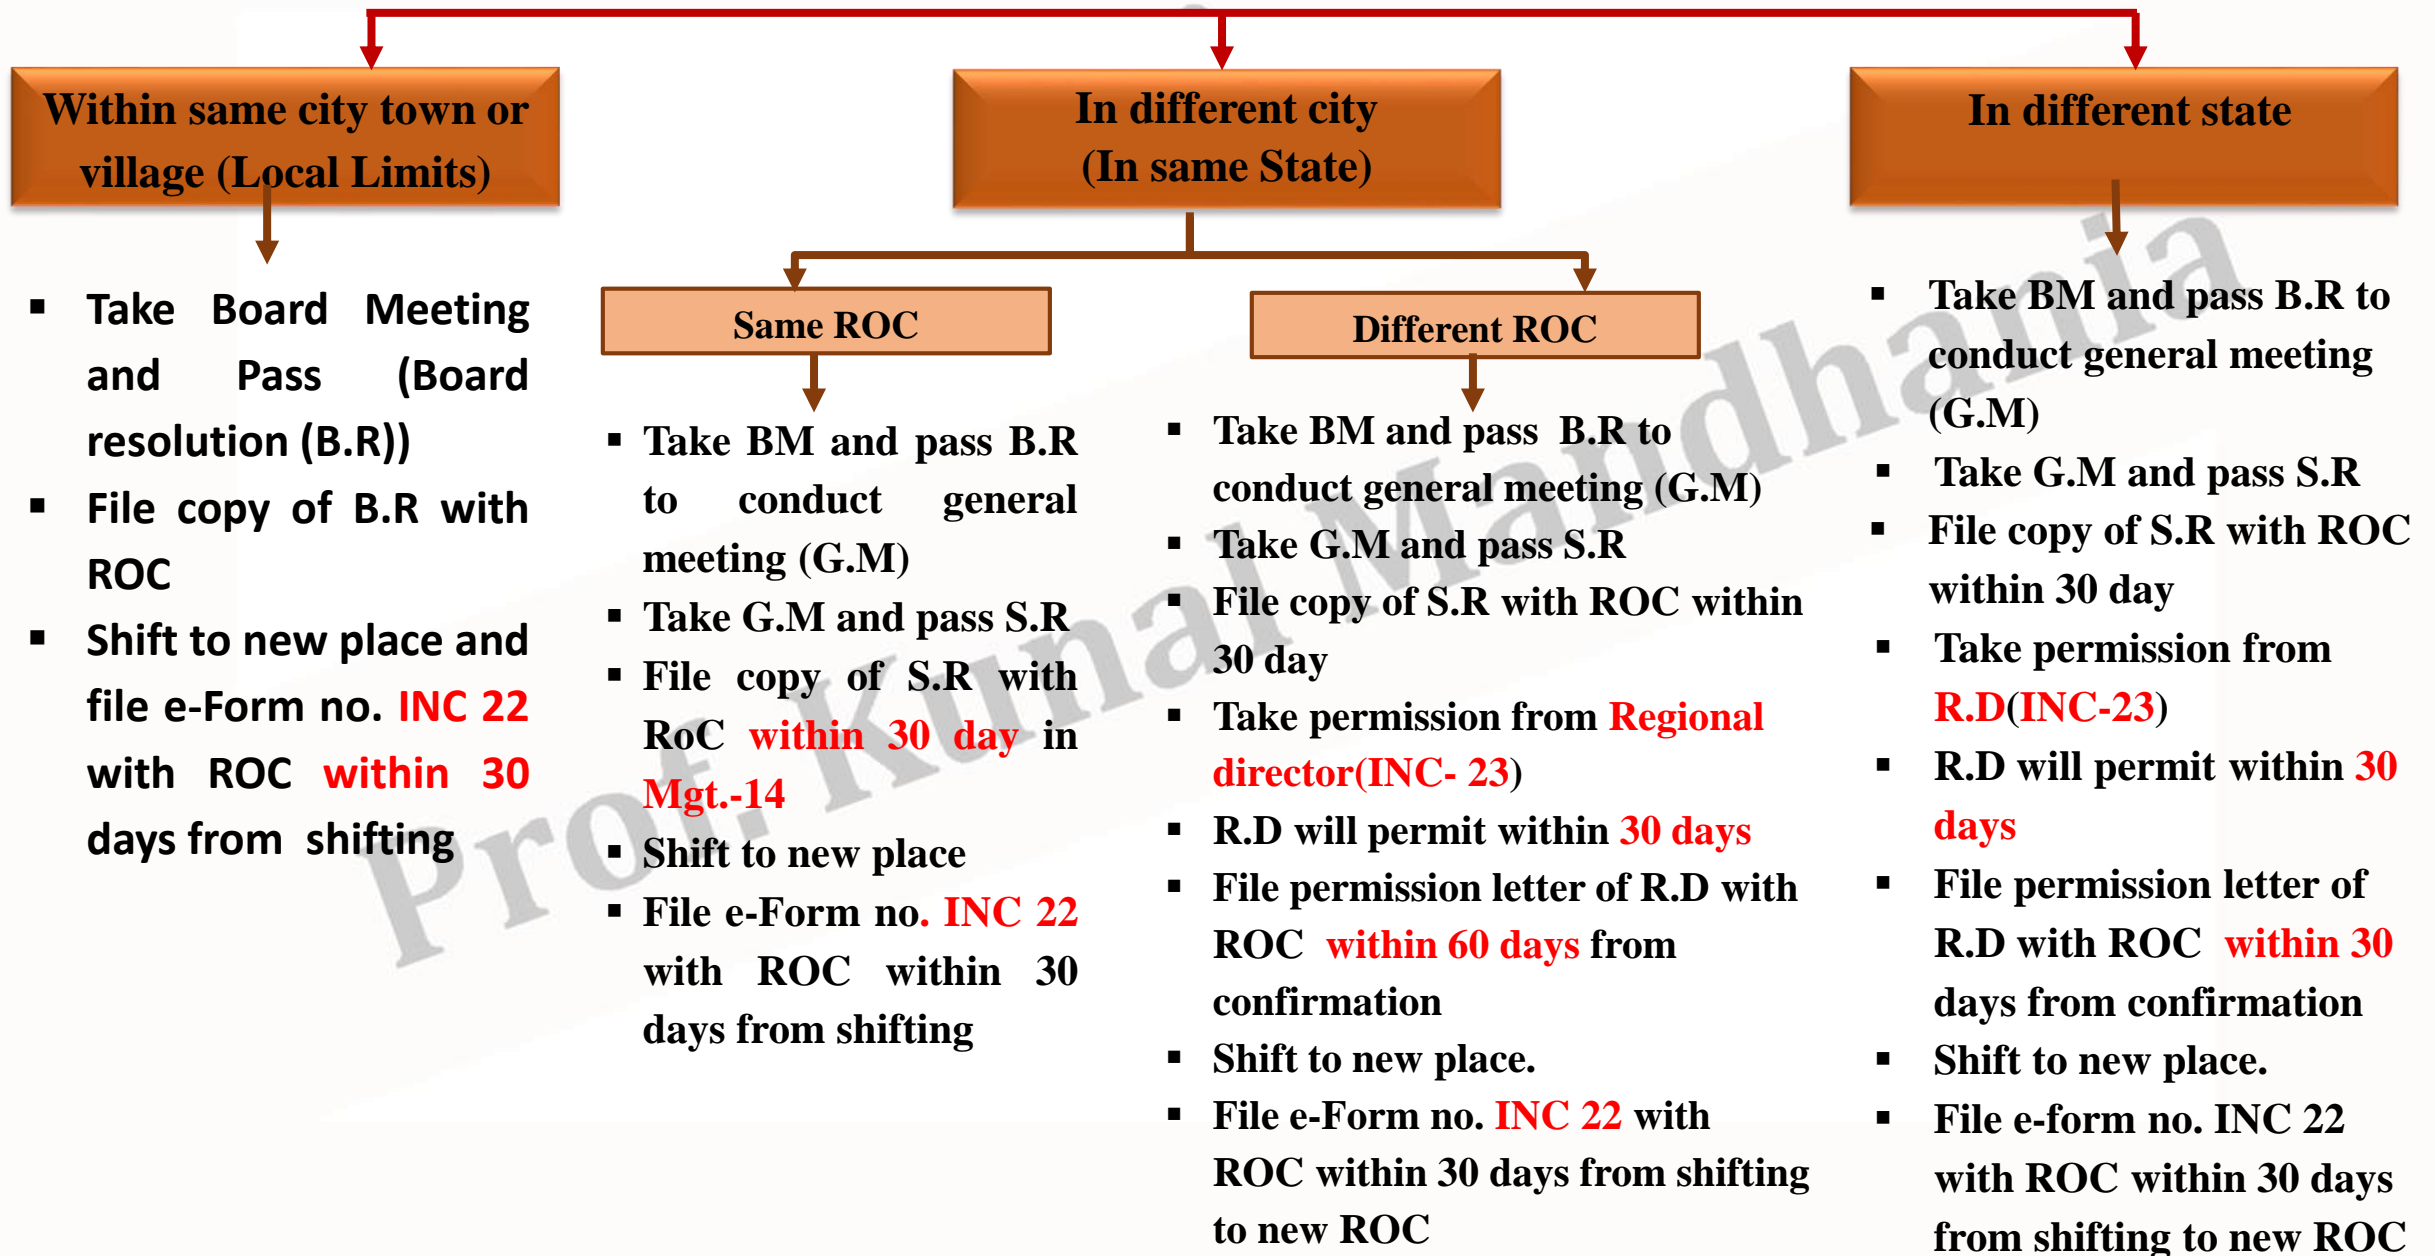 Within same city town or
village (Local Limits)
▪ Take Board Meeting
and Pass (Board
resolution (B.R))
▪ File copy of B.R with
ROC
▪ Shift to new place and
file e-Form no. INC 22
with ROC within 30
days from shifting
In different city
(In same State)
Same ROC
▪ Take BM and pass B.R
to conduct general
meeting (G.M)
▪ Take G.M and pass S.R
▪ File copy of S.R with
RoC within 30 day in
Mgt.-14
▪ Shift to new place
▪ File e-Form no. INC 22
with ROC within 30
days from shifting
Different ROC
▪ Take BM and pass B.R to
conduct general meeting (G.M)
▪ Take G.M and pass S.R
▪ File copy of S.R with ROC within
30 day
▪ Take permission from Regional
director(INC- 23)
▪ R.D will permit within 30 days
▪ File permission letter of R.D with
ROC within 60 days from
confirmation
▪ Shift to new place.
▪ File e-Form no. INC 22 with
ROC within 30 days from shifting
to new ROC
In different state
▪ Take BM and pass B.R to
conduct general meeting
(G.M)
▪ Take G.M and pass S.R
▪ File copy of S.R with ROC
within 30 day
▪ Take permission from
R.D(INC-23)
▪ R.D will permit within 30
days
▪ File permission letter of
R.D with ROC within 30
days from confirmation
▪ Shift to new place.
▪ File e-form no. INC 22
with ROC within 30 days
from shifting to new ROC
Prof. Kunal Mandhania